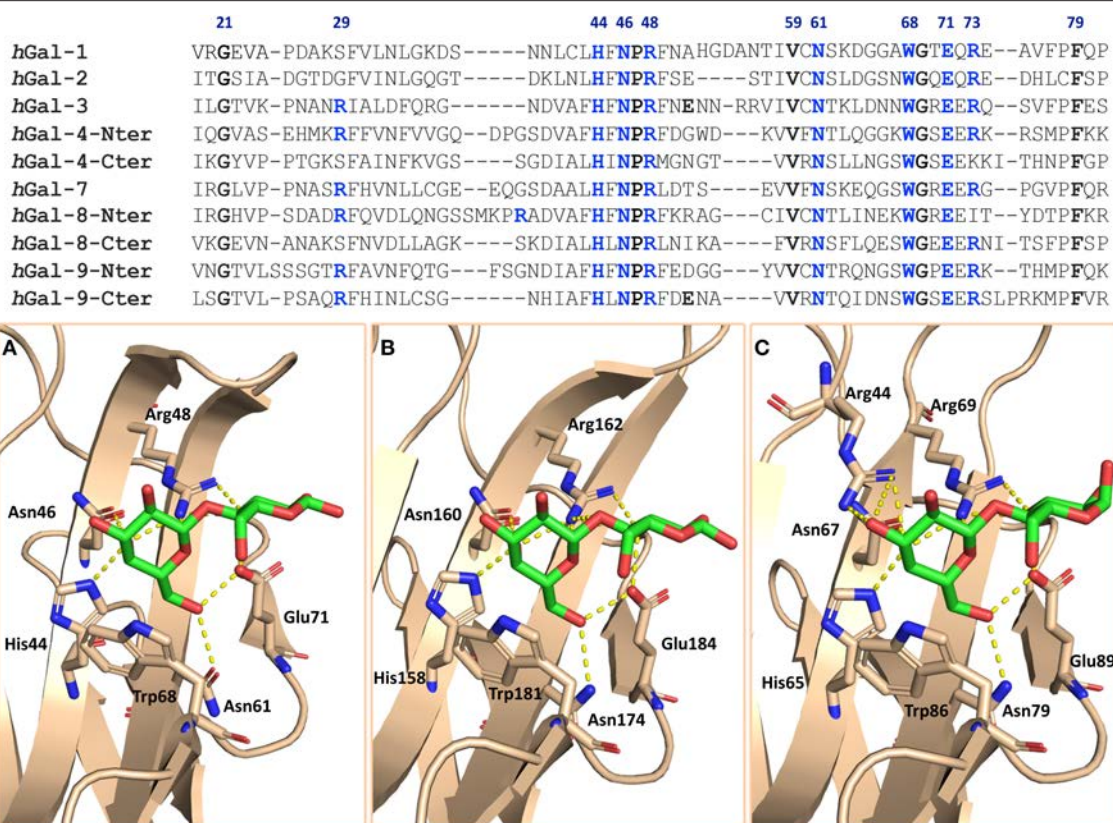 21 29 44 46 48 59 61 68 71 73 79
hGal-1 VRGEVA-PDAKSFVLNLGKDS-----NNLCLHFNPRFNAHGDANTIVCNSKDGGAWGTEQRE--AVFPFQP
hGal-2 ITGSIA-DGTDGFVINLGQGT-----DKLNLHFNPRFSE----STIVCNSLDGSNWGQEQRE--DHLCFSP
hGal-3 ILGTVK-PNANRIALDFQRG------NDVAFHFNPRFNENN-RRVIVCNTKLDNNWGREERQ--SVFPFES
hGal-4-Nter IQGVAS-EHMKRFFVNFVVGQ--DPGSDVAFHFNPRFDGWD----KVVFNTLQGGKWGSEERK--RSMPFKK
hGal-4-Cter IKGYVP-PTGKSFAINFKVGS----SGDIALHINPRMGNGT-----VVRNSLLNGSWGSEEKKI-THNPFGP
hGal-7 IRGLVP-PNASRFHVNLLCGE--EQGSDAALHFNPRLDTS-----EVVFNSKEQGSWGREERG--PGVPFQR
hGal-8-Nter IRGHVP-SDADRFQVDLQNGSSMKPRADVAFHFNPRFKRAG----CIVCNTLINEKWGREEIT--YDTPFKR
hGal-8-Cter VKGEVN-ANAKSFNVDLLAGK----SKDIALHLNPRLNIKA-----FVRNSFLQESWGEEERNI-TSFPFSP
hGal-9-Nter VNGTVLSSSGTRFAVNFQTG---FSGNDIAFHFNPRFEDGG----YVVCNTRQNGSWGPEERK--THMPFQK
hGal-9-Cter LSGTVL-PSAQRFHINLCSG------NHIAFHLNPRFDENA----VVRNTQIDNSWGSEERSLPRKMPFVR
A
Arg48
Asn46
His44
Trp68
Glu71
Asn61
B
Arg162
Asn160
His158
Trp181
Glu184
Asn174
C
Arg44
Arg69
Asn67
His65
Trp86
Glu89
Asn79